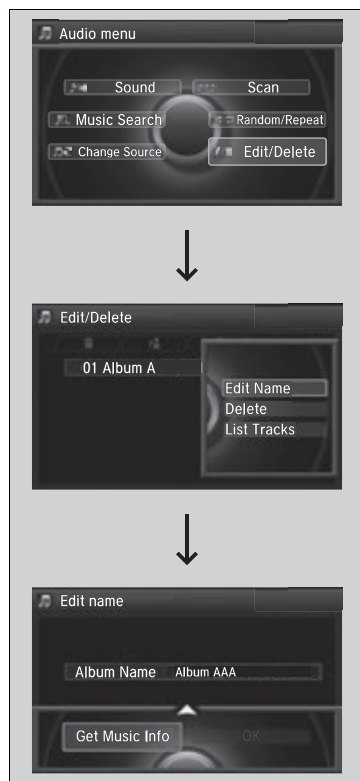 Audio menu
Sound Scan
Music Search Random/Repeat
Change Source Edit/Delete
Edit/Delete
01 Album A
Edit Name
Delete
List Tracks
Edit name
Album Name Album AAA
Get Music Info OK